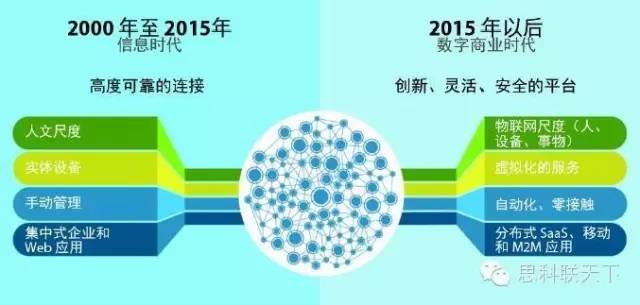 2000 年至 2015年
信息时代
高度可靠的连接
人文尺度
实体设备
手动管理
集中式企业和
Web 应用
2015 年以后
数字商业时代
创新、灵活、安全的平台
物联网尺度（人、
设备、事物）
虚拟化的服务
自动化、零接触
分布式 SaaS、移动
和 M2M 应用
思科联天下